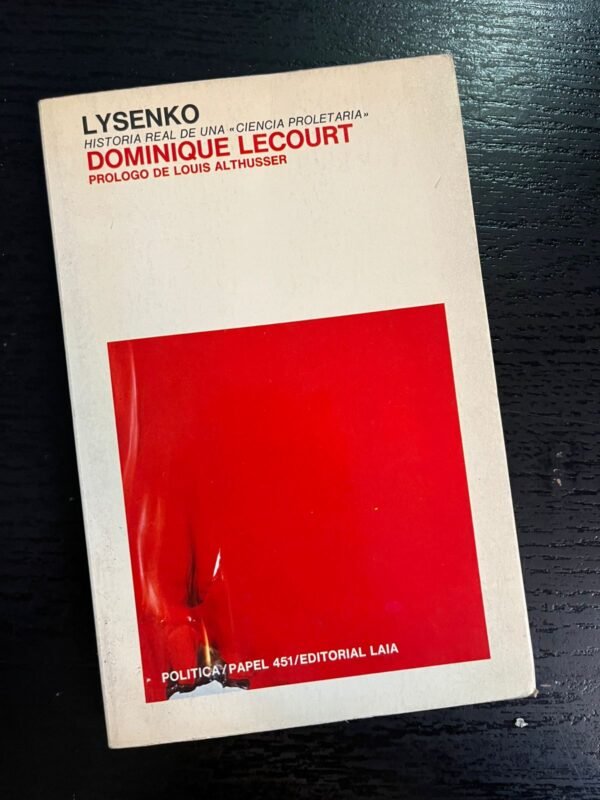 LYSENKO
HISTORIA REAL DE UNA «CIENCIA PROLETARIA»
DOMINIQUE LECOURT
PROLOGO DE LOUIS ALTHUSSER
POLITICA/PAPEL 451/EDITORIAL LAIA